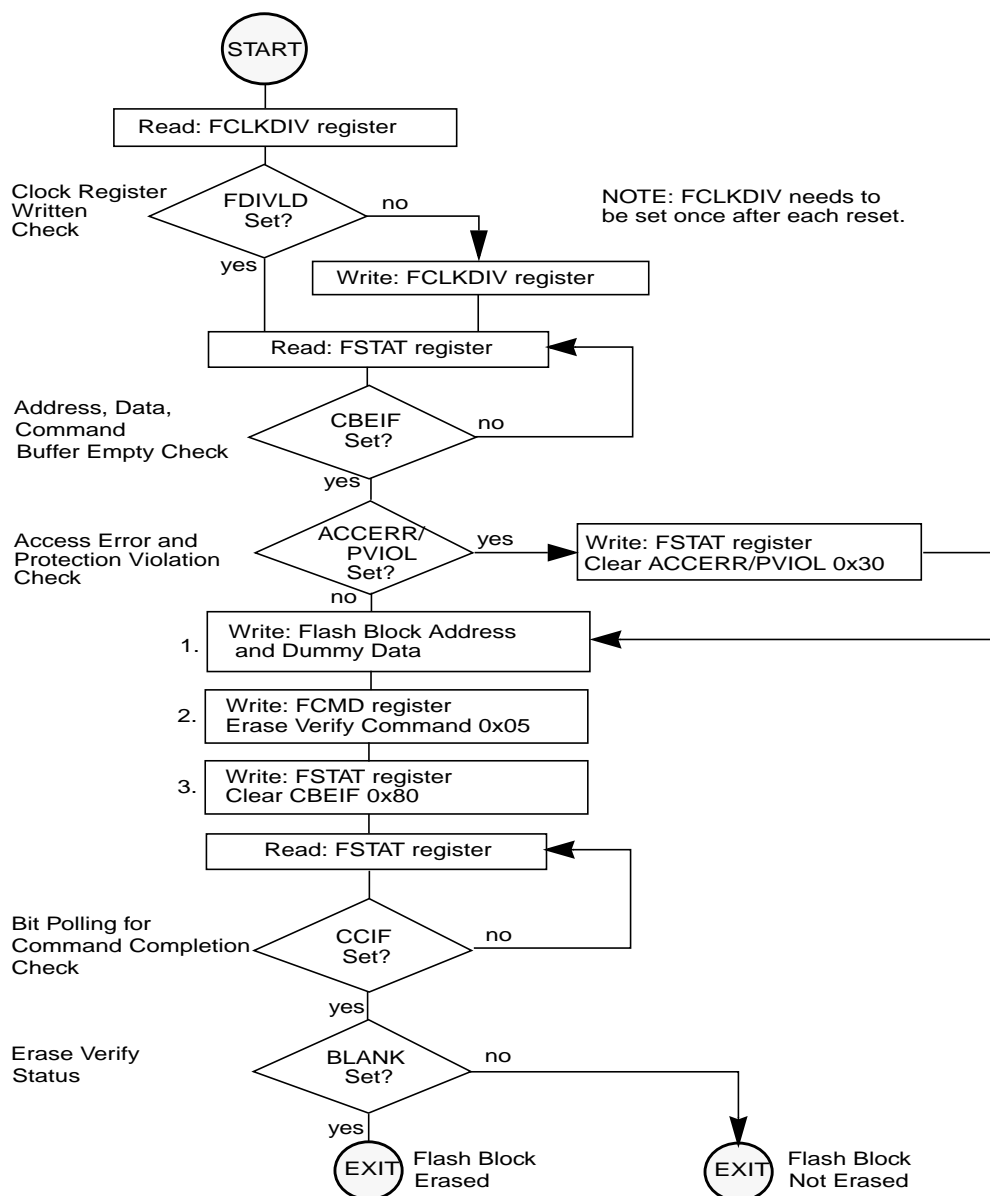 START
Read: FCLKDIV register
Clock Register
Written
Check
FDIVLD
Set?
no
yes
NOTE: FCLKDIV needs to
be set once after each reset.
Write: FCLKDIV register
Read: FSTAT register
Address, Data,
Command
Buffer Empty Check
CBEIF
Set?
no
yes
Access Error and
Protection Violation
Check
ACCERR/
PVIOL
Set?
yes
no
Write: FSTAT register
Clear ACCERR/PVIOL 0x30
1.
Write: Flash Block Address
and Dummy Data
2.
Write: FCMD register
Erase Verify Command 0x05
3.
Write: FSTAT register
Clear CBEIF 0x80
Read: FSTAT register
Bit Polling for
Command Completion
Check
CCIF
Set?
no
yes
Erase Verify
Status
BLANK
Set?
no
yes
EXIT
Flash Block
Erased
EXIT
Flash Block
Not Erased